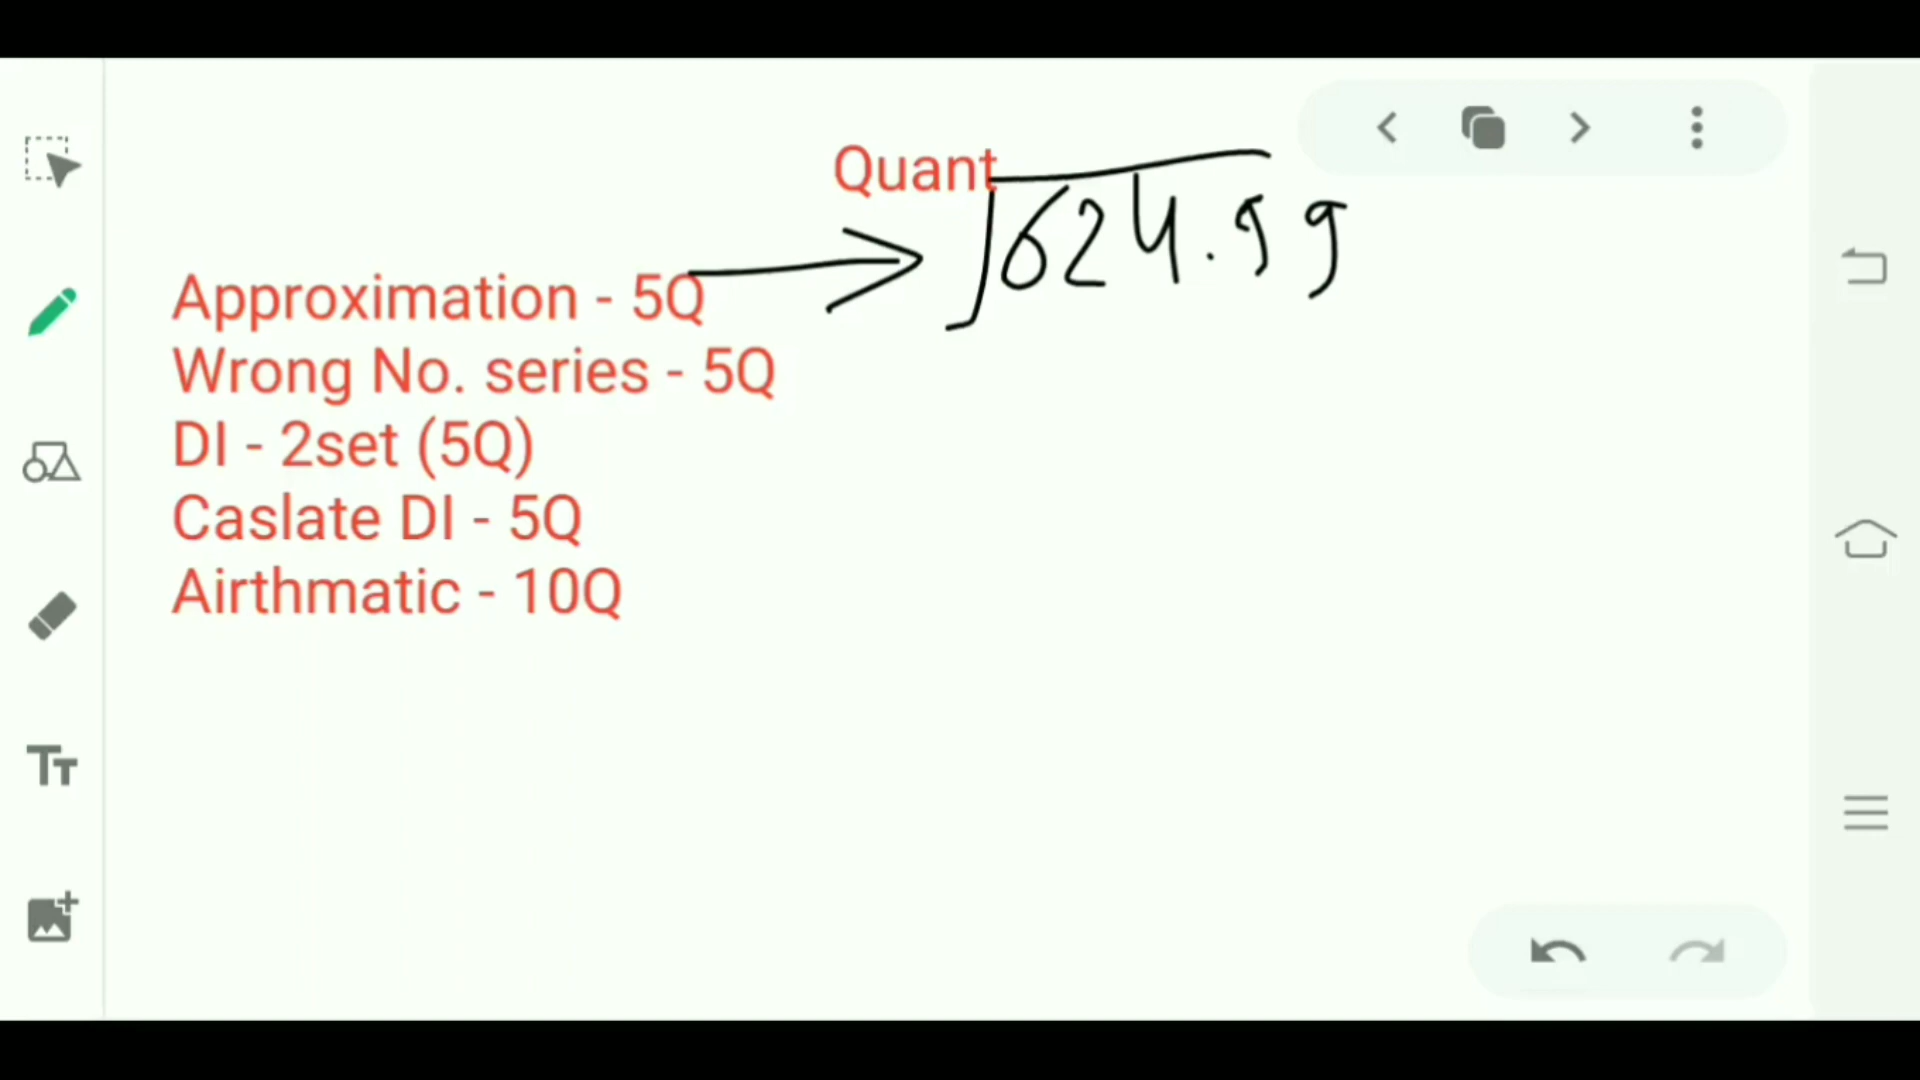 Quant
√624.99
Approximation - 5Q
Wrong No. series - 5Q
DI - 2set (5Q)
Caslate DI - 5Q
Airthmatic - 10Q